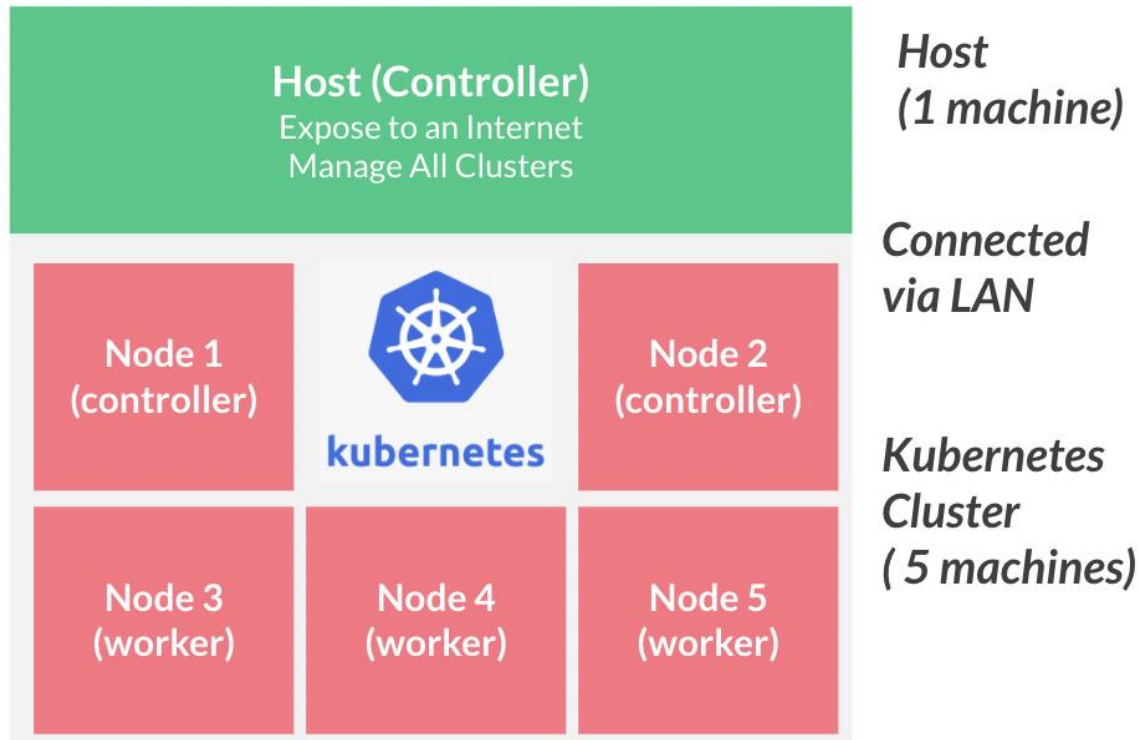 Host (Controller)
Expose to an Internet
Manage All Clusters
Host
(1 machine)
Connected
via LAN
Node 1
(controller)
kubernetes
Node 2
(controller)
Kubernetes
Cluster
( 5 machines)
Node 3
(worker)
Node 4
(worker)
Node 5
(worker)